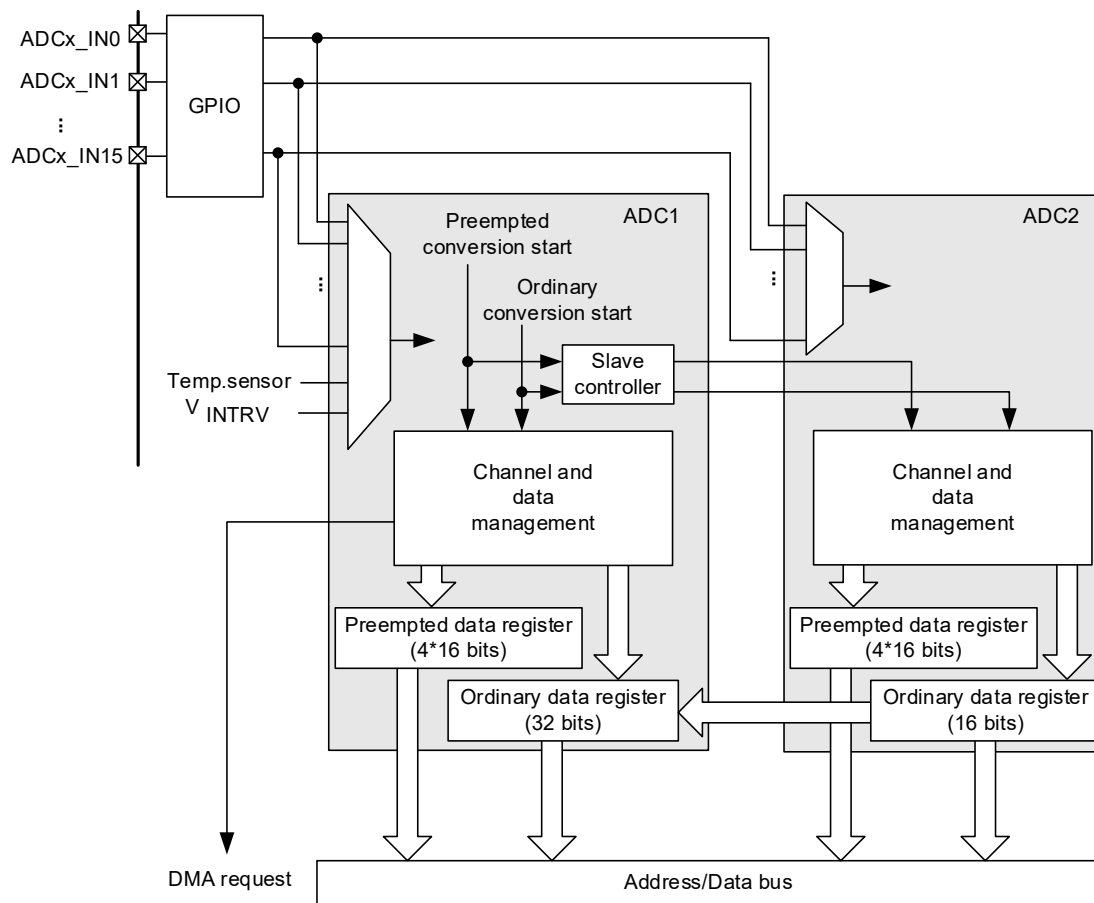 ADCx_IN0
ADCx_IN1
...
ADCx_IN15
GPIO
ADC1
Preempted
conversion start
...
Ordinary
conversion start
Slave
controller
Temp.sensor
V INTRV
Channel and
data
management
Preempted data register
(4*16 bits)
Ordinary data register
(32 bits)
ADC2
...
Channel and
data
management
Preempted data register
(4*16 bits)
Ordinary data register
(16 bits)
DMA request
Address/Data bus